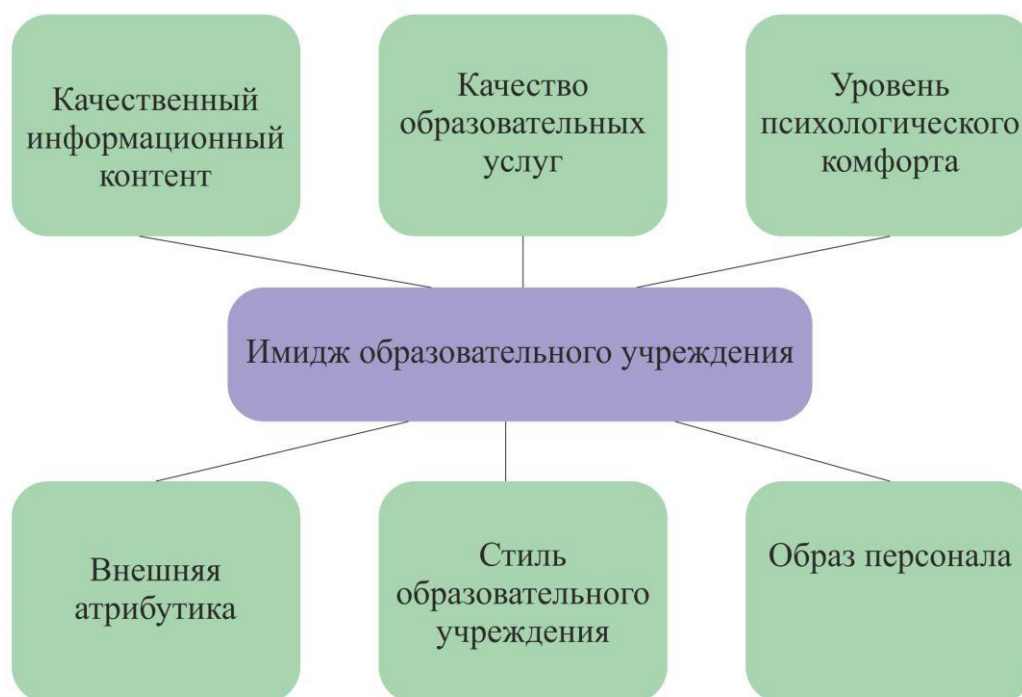 Качественный
информационный
контент
Качество
образовательных
услуг
Уровень
психологического
комфорта
Имидж образовательного учреждения
Внешняя
атрибутика
Стиль
образовательного
учреждения
Образ персонала